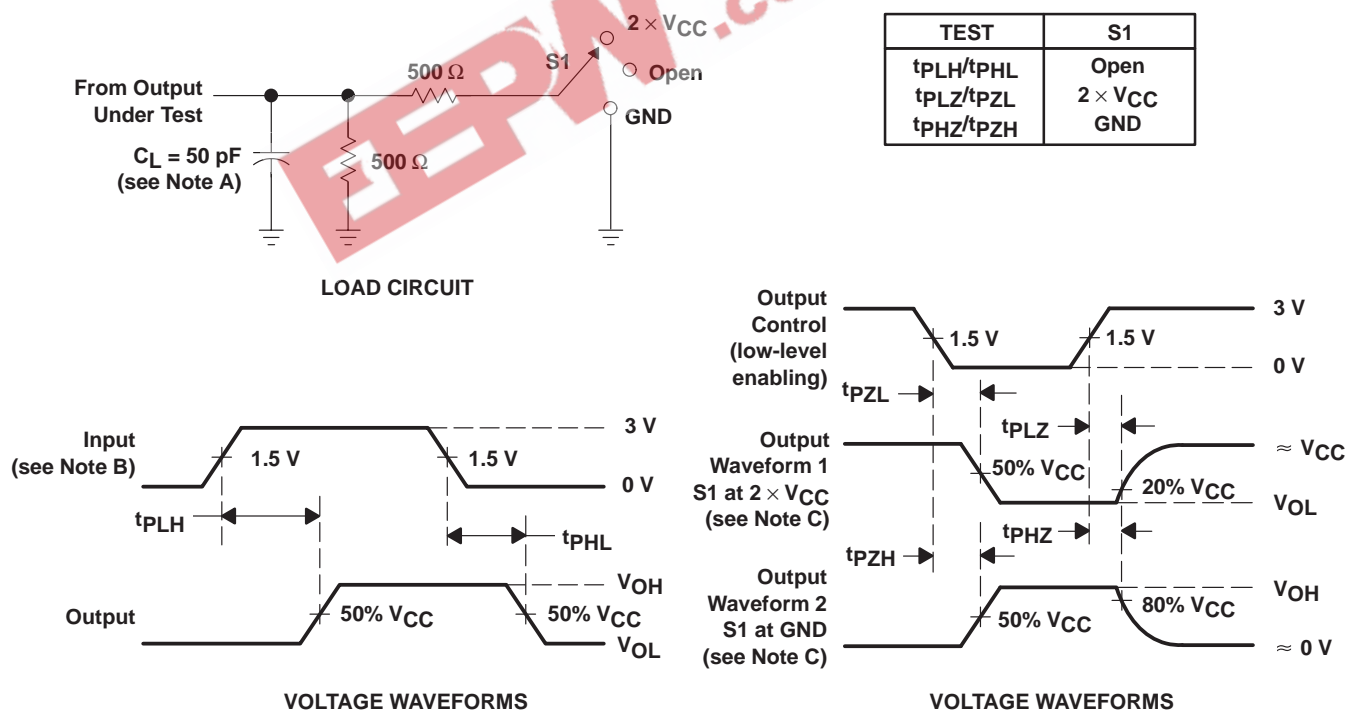 2 × VCC
S1
500 Ω
Open
From Output
Under Test
GND
CL = 50 pF
(see Note A)
500 Ω
LOAD CIRCUIT
TEST S1
tPLH/tPHL Open
tPLZ/tPZL 2 × VCC
tPHZ/tPZH GND
Input
(see Note B)
1.5 V
1.5 V
3 V
0 V
tPLH
tPHL
Output
50% VCC
50% VCC
VOH
VOL
VOLTAGE WAVEFORMS
Output
Control
(low-level
enabling)
1.5 V
1.5 V
3 V
0 V
tPZL
tPLZ
Output
Waveform 1
S1 at 2 × VCC
(see Note C)
50% VCC
20% VCC
≈ VCC
VOL
tPZH
tPHZ
Output
Waveform 2
S1 at GND
(see Note C)
50% VCC
80% VCC
VOH
≈ 0 V
VOLTAGE WAVEFORMS